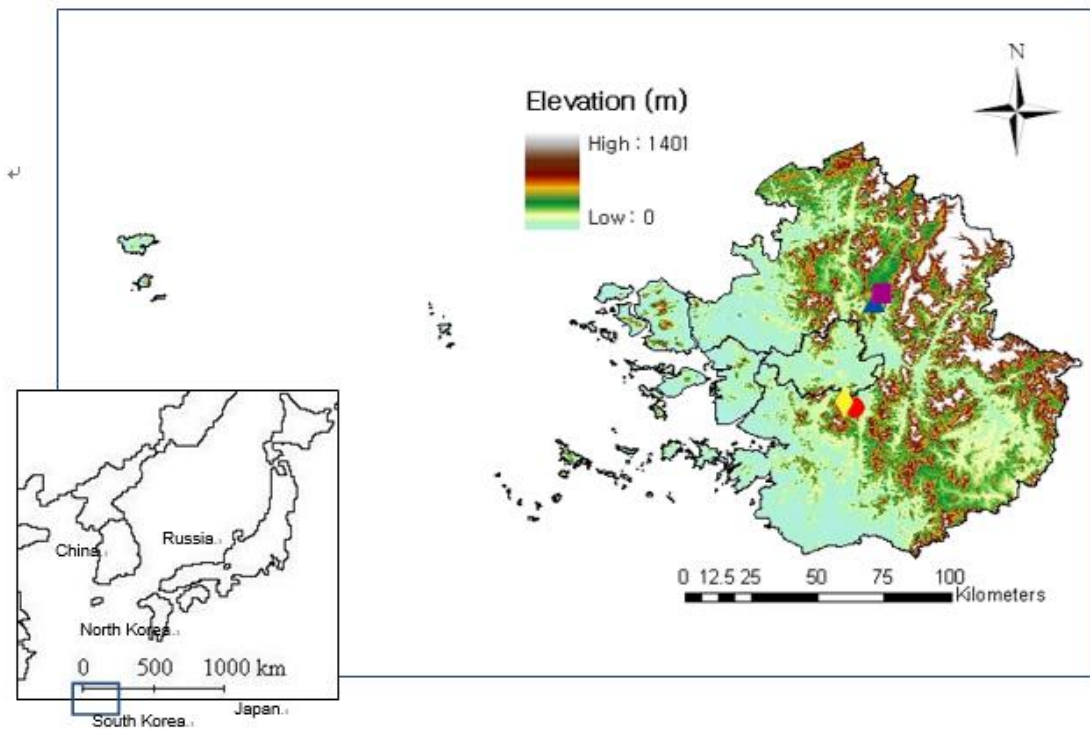 N
Elevation (m)
High : 1401
Low : 0
0 12.5 25 50 75 100
Kilometers
China
Russia
North Korea
0 500 1000 km
South Korea
Japan